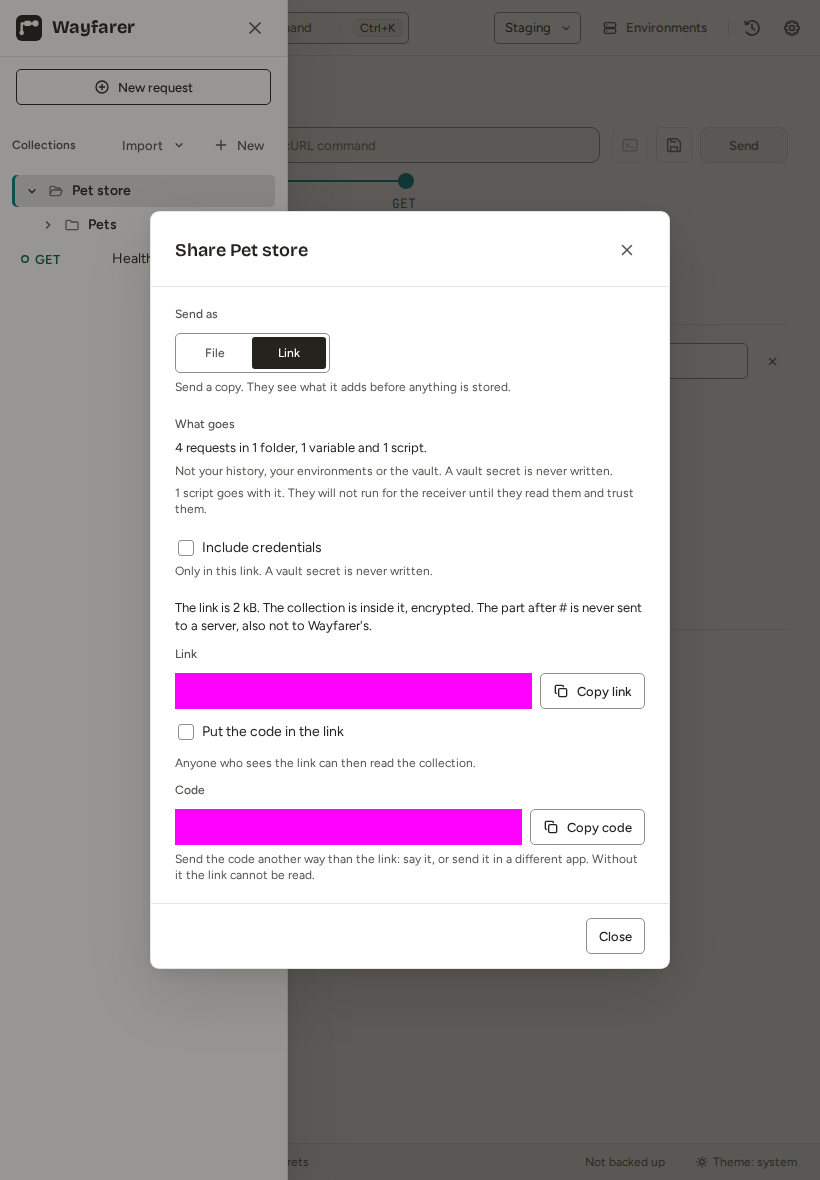 Wayfarer
Ctrl+K
Staging
Environments
New request
Collections
Import
New
cURL command
Send
Pet store
GET
Pets
GET
Share Pet store
Send as
File
Link
Send a copy. They see what it adds before anything is stored.
What goes
4 requests in 1 folder, 1 variable and 1 script.
Not your history, your environments or the vault. A vault secret is never written.
1 script goes with it. They will not run for the receiver until they read them and trust
them.
Include credentials
Only in this link. A vault secret is never written.
The link is 2 kB. The collection is inside it, encrypted. The part after # is never sent
to a server, also not to Wayfarer's.
Link
Copy link
Put the code in the link
Anyone who sees the link can then read the collection.
Code
Copy code
Send the code another way than the link: say it, or send it in a different app. Without
it the link cannot be read.
Close
Not backed up
Theme: system